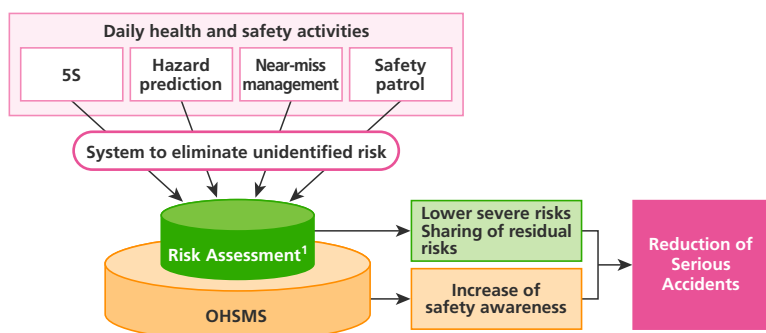 Daily health and safety activities
5S
Hazard
prediction
Near-miss
management
Safety
patrol
System to eliminate unidentified risk
Risk Assessment¹
OHSMS
Lower severe risks
Sharing of residual
risks
Increase of
safety awareness
Reduction of
Serious
Accidents